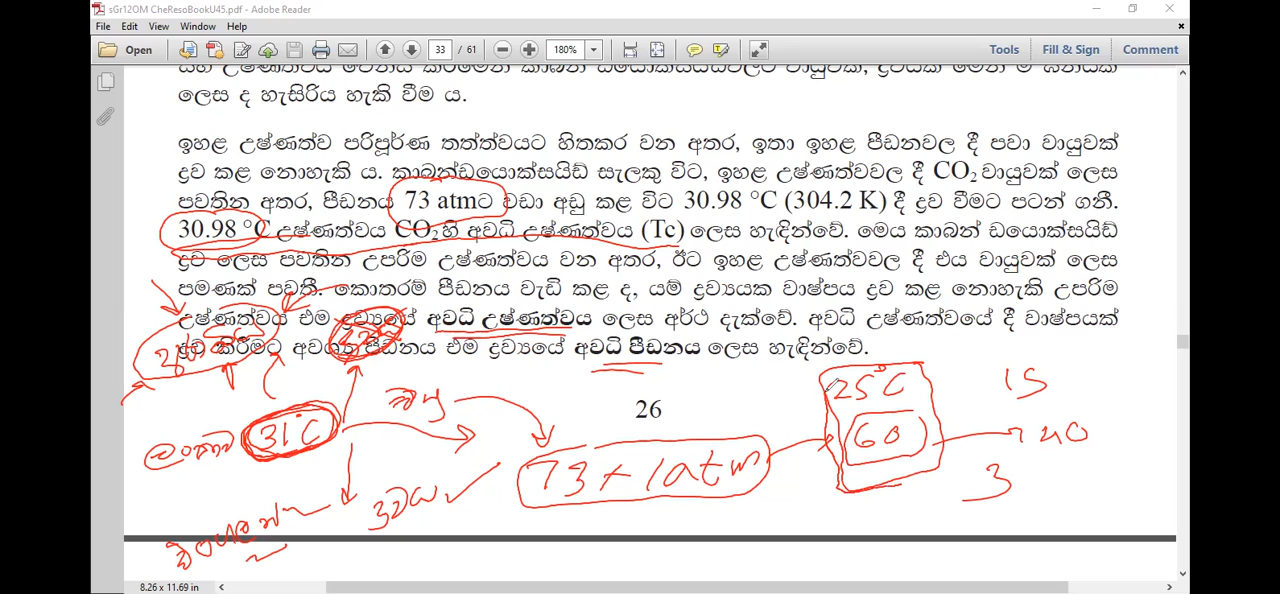 sGr12OM CheResoBookU45.pdf - Adobe Reader
File Edit View Window Help
Open 33 / 61 180% Tools Fill & Sign Comment
ලෙස ද හැසිරිය හැකි වීම ය.
ඉහළ උෂ්ණත්ව පරිපූර්ණ තත්ත්වයට හිතකර වන අතර, ඉතා ඉහළ පීඩනවල දී පවා වායුවක්
ද්‍රව කළ නොහැකි ය. කාබන්ඩයොක්සයිඩ් සැලකූ විට, ඉහළ උෂ්ණත්වවල දී CO2 වායුවක් ලෙස
පවතින අතර, පීඩනය 73 atmට වඩා අඩු කළ විට 30.98 °C (304.2 K) දී ද්‍රව වීමට පටන් ගනී.
30.98 °C උෂ්ණත්වය CO2හි අවධි උෂ්ණත්වය (Tc) ලෙස හැඳින්වේ. මෙය කාබන් ඩයොක්සයිඩ්
ද්‍රව ලෙස පවතින උපරිම උෂ්ණත්වය වන අතර, ඊට ඉහළ උෂ්ණත්වවල දී එය වායුවක් ලෙස
පමණක් පවතී. කොතරම් පීඩනය වැඩි කළ ද, යම් ද්‍රව්‍යයක වාෂ්පය ද්‍රව කළ නොහැකි උපරිම
උෂ්ණත්වය එම ද්‍රව්‍යයේ අවධි උෂ්ණත්වය ලෙස අර්ථ දැක්වේ. අවධි උෂ්ණත්වයේ දී වාෂ්පයක්
ද්‍රව කිරීමට අවශ්‍ය පීඩනය එම ද්‍රව්‍යයේ අවධි පීඩනය ලෙස හැඳින්වේ.
25°C 15
26
31°C 60 40
73 + 1atm 3
ද්‍රව
8.26 x 11.69 in